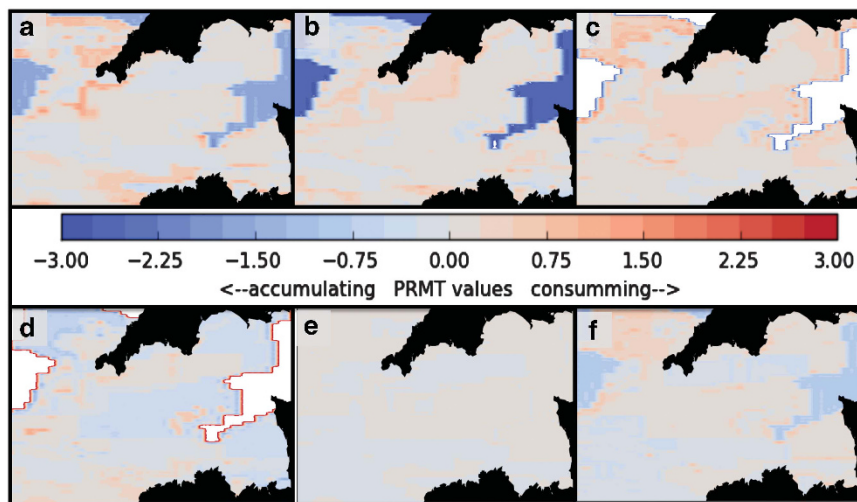 a b c
−3.00 −2.25 −1.50 −0.75 0.00 0.75 1.50 2.25 3.00
<--accumulating PRMT values consumming-->
d e f